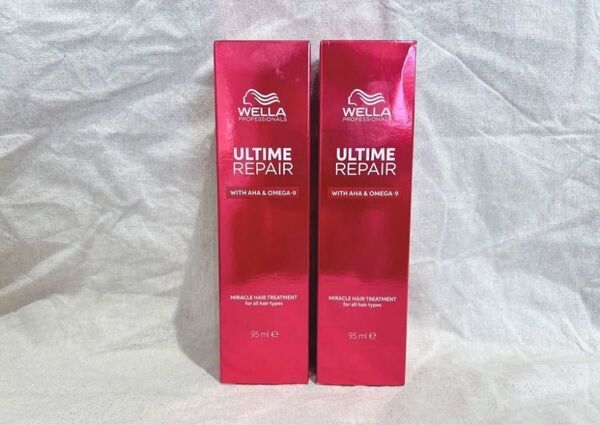 WELLA
PROFESSIONALS
ULTIME
REPAIR
WITH AHA & OMEGA-9
MIRACLE HAIR TREATMENT
for all hair types
95 ml ℮
WELLA
PROFESSIONALS
ULTIME
REPAIR
WITH AHA & OMEGA-9
MIRACLE HAIR TREATMENT
for all hair types
95 ml ℮